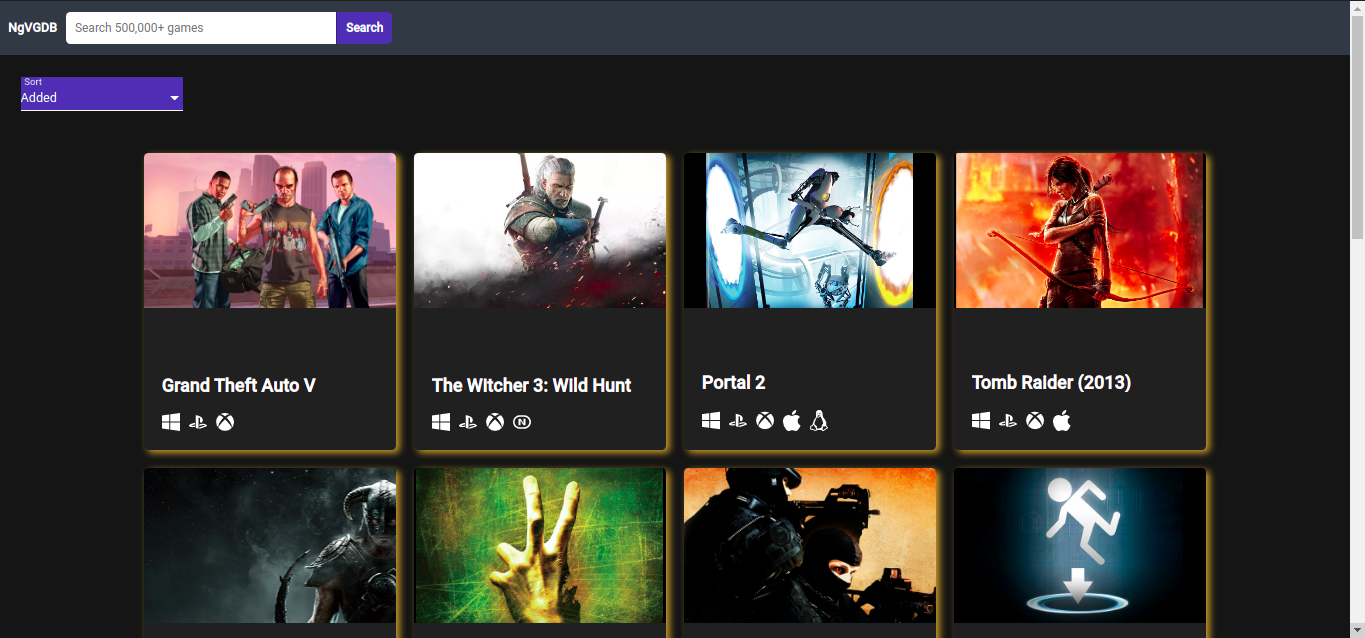 NgVGDB
Search 500,000+ games
Search
Sort
Added
Grand Theft Auto V
The Witcher 3: Wild Hunt
Portal 2
Tomb Raider (2013)
N